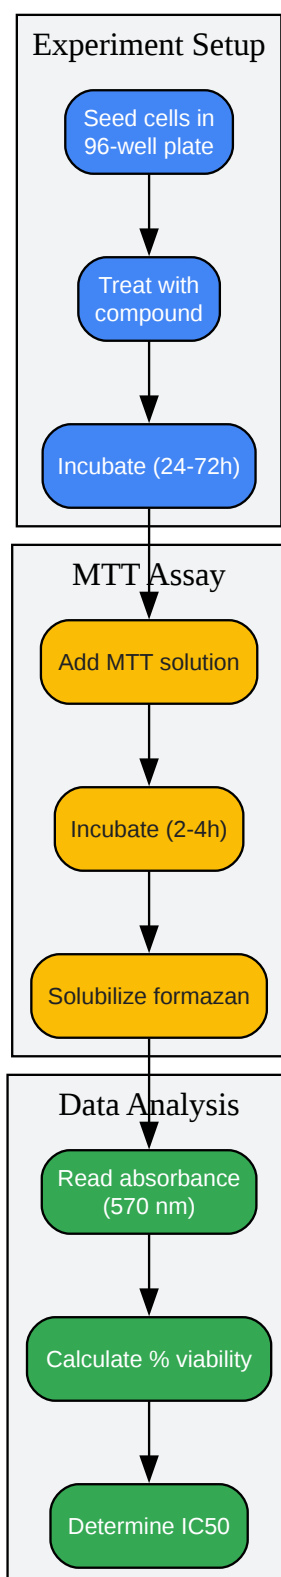 Experiment Setup
Seed cells in
96-well plate
Treat with
compound
Incubate (24-72h)
MTT Assay
Add MTT solution
Incubate (2-4h)
Solubilize formazan
Data Analysis
Read absorbance
(570 nm)
Calculate % viability
Determine IC50